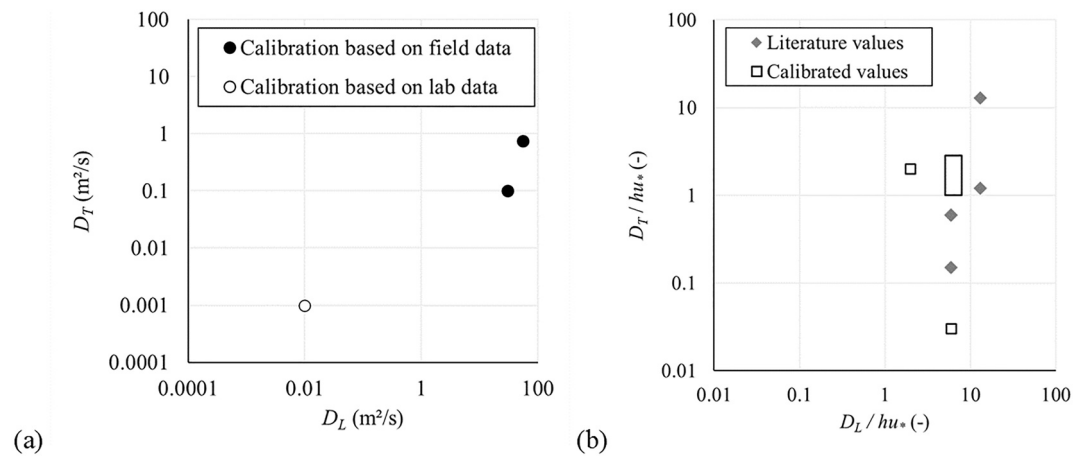 100
10
1
0.1
0.01
0.001
0.0001
D_T (m²/s)
Calibration based on field data
Calibration based on lab data
0.0001 0.01 1 100
D_L (m²/s)
(a)
100
10
1
0.1
0.01
D_T / hu* (-)
Literature values
Calibrated values
0.01 0.1 1 10 100
D_L / hu* (-)
(b)